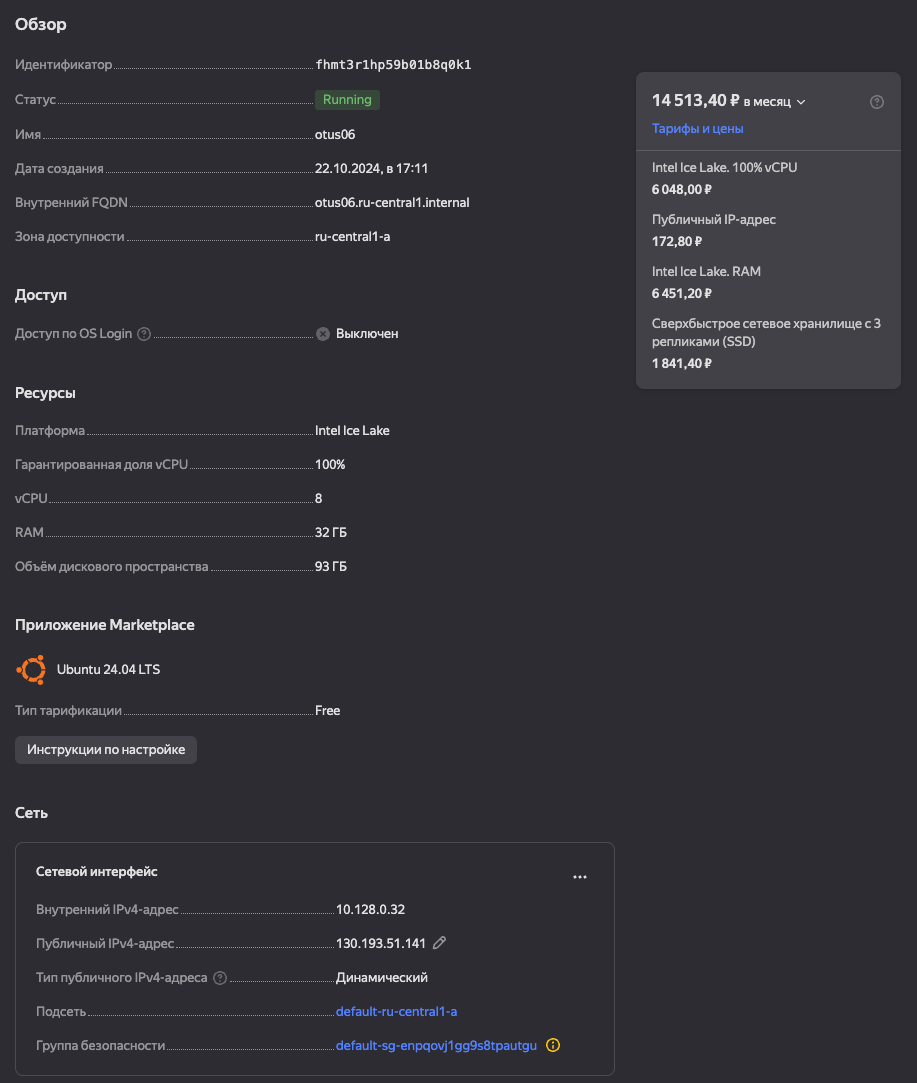 Обзор
Идентификатор fhmt3r1hp59b01b8q0k1
Статус Running
Имя otus06
Дата создания 22.10.2024, в 17:11
Внутренний FQDN otus06.ru-central1.internal
Зона доступности ru-central1-a
Доступ
Доступ по OS Login Выключен
Ресурсы
Платформа Intel Ice Lake
Гарантированная доля vCPU 100%
vCPU 8
RAM 32 ГБ
Объём дискового пространства 93 ГБ
Приложение Marketplace
Ubuntu 24.04 LTS
Тип тарификации Free
Инструкции по настройке
Сеть
Сетевой интерфейс
Внутренний IPv4-адрес 10.128.0.32
Публичный IPv4-адрес 130.193.51.141
Тип публичного IPv4-адреса Динамический
Подсеть default-ru-central1-a
Группа безопасности default-sg-enpqovj1gg9s8tpautgu
14 513,40 ₽ в месяц
Тарифы и цены
Intel Ice Lake. 100% vCPU
6 048,00 ₽
Публичный IP-адрес
172,80 ₽
Intel Ice Lake. RAM
6 451,20 ₽
Сверхбыстрое сетевое хранилище с 3
репликами (SSD)
1 841,40 ₽